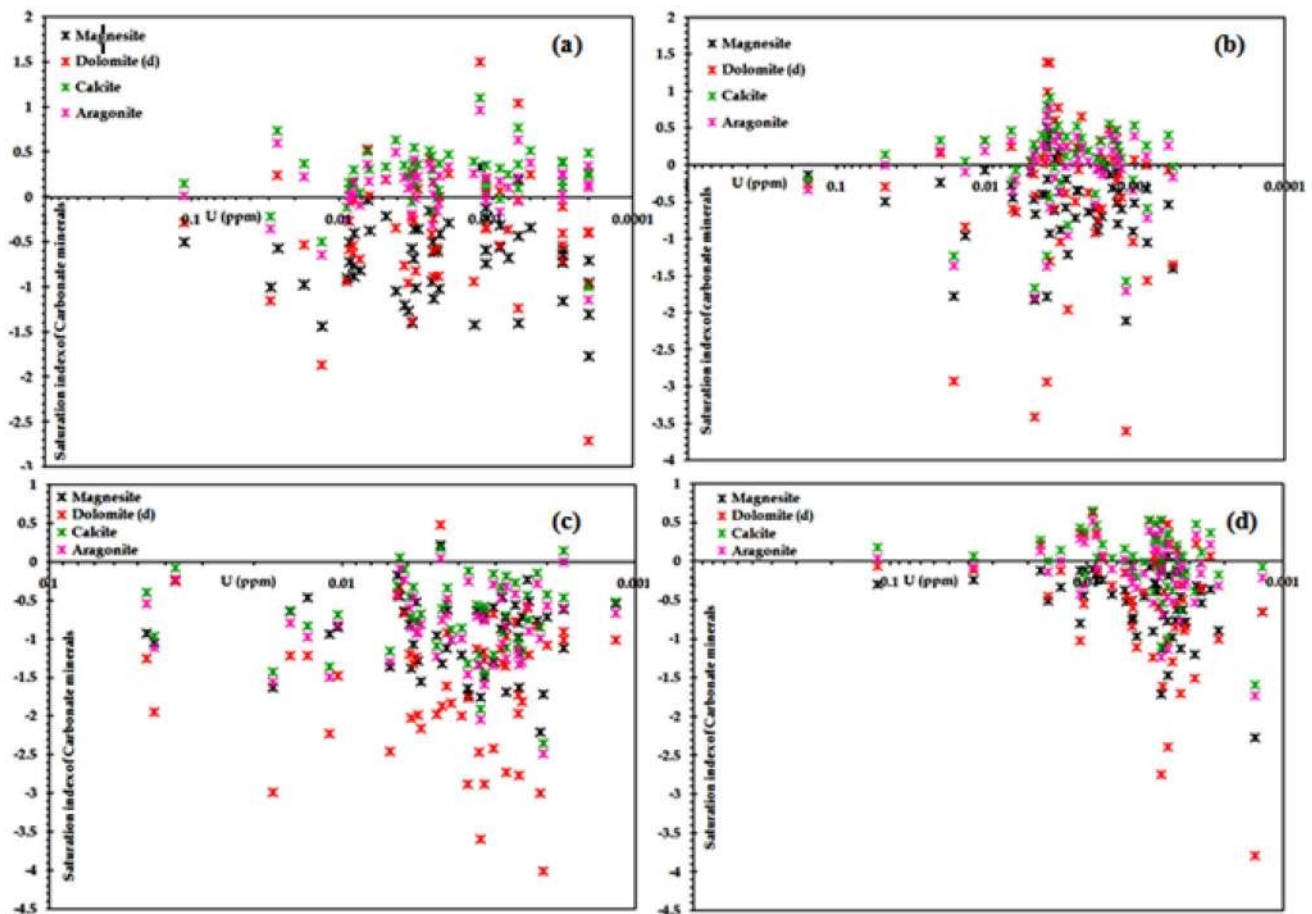 2
1.5
1
0.5
0
-0.5
-1
-1.5
-2
-2.5
-3
Magnesite
Dolomite (d)
Calcite
Aragonite
(a)
0.1
U (ppm)
0.01
0.001
0.0001
Saturation index of Carbonate minerals
2
1.5
1
0.5
0
-0.5
-1
-1.5
-2
-2.5
-3
-3.5
-4
Magnesite
Dolomite (d)
Calcite
Aragonite
(b)
U (ppm)
0.1
0.01
0.001
0.0001
Saturation index of carbonate minerals
1
0.5
0
-0.5
-1
-1.5
-2
-2.5
-3
-3.5
-4
-4.5
Magnesite
Dolomite (d)
Calcite
Aragonite
(c)
0.1
U (ppm)
0.01
0.001
Saturation index of Carbonate minerals
1
0.5
0
-0.5
-1
-1.5
-2
-2.5
-3
-3.5
-4
-4.5
Magnesite
Dolomite (d)
Calcite
Aragonite
(d)
0.1
U (ppm)
0.01
0.001
Saturation index of Carbonate minerals